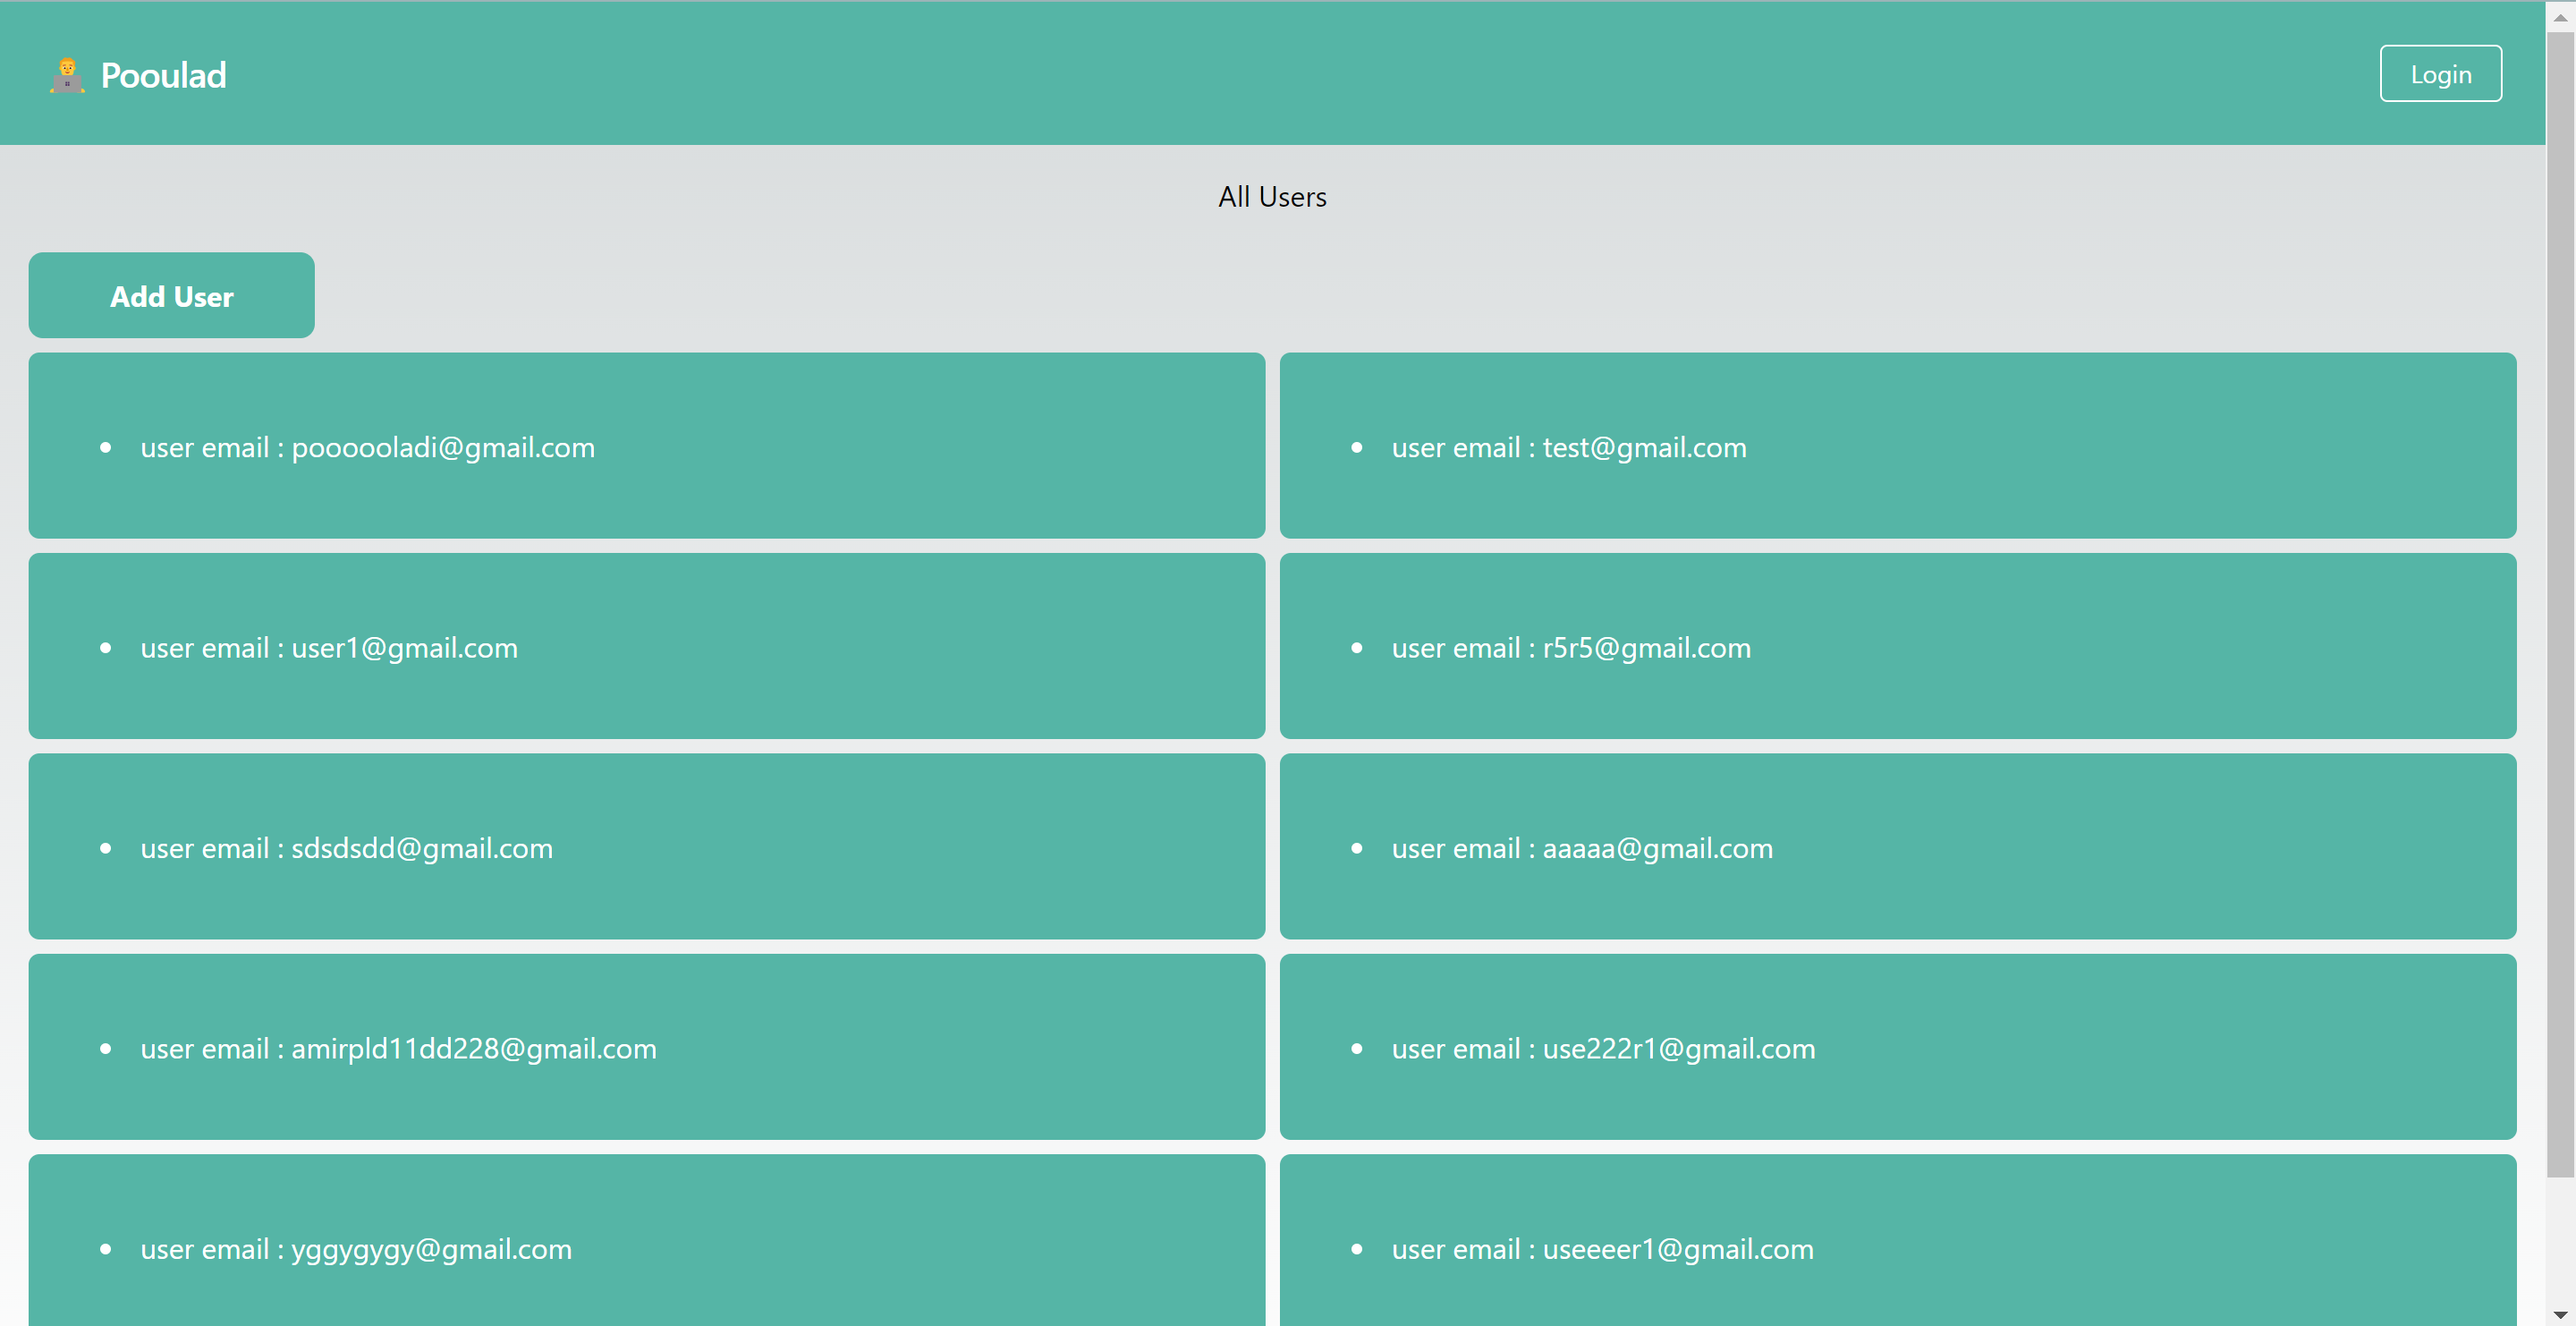 Pooulad
Login
All Users
Add User
user email : poooooladi@gmail.com
user email : test@gmail.com
user email : user1@gmail.com
user email : r5r5@gmail.com
user email : sdsdsdd@gmail.com
user email : aaaaa@gmail.com
user email : amirpld11dd228@gmail.com
user email : use222r1@gmail.com
user email : yggygygy@gmail.com
user email : useeeer1@gmail.com